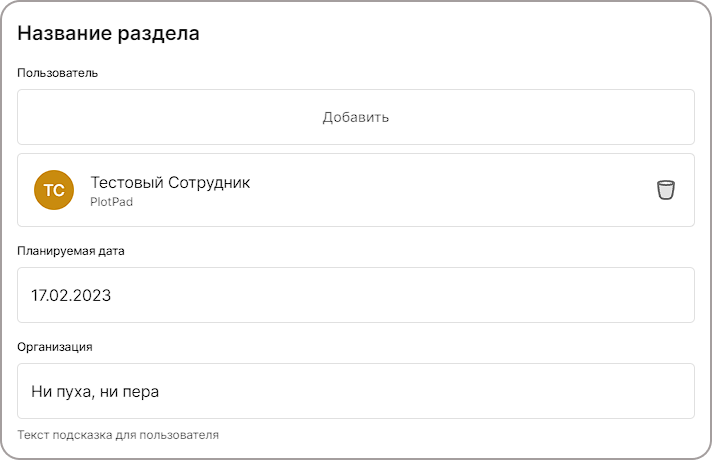 Название раздела
Пользователь
Добавить
ТС
Тестовый Сотрудник
PlotPad
Планируемая дата
17.02.2023
Организация
Ни пуха, ни пера
Текст подсказка для пользователя